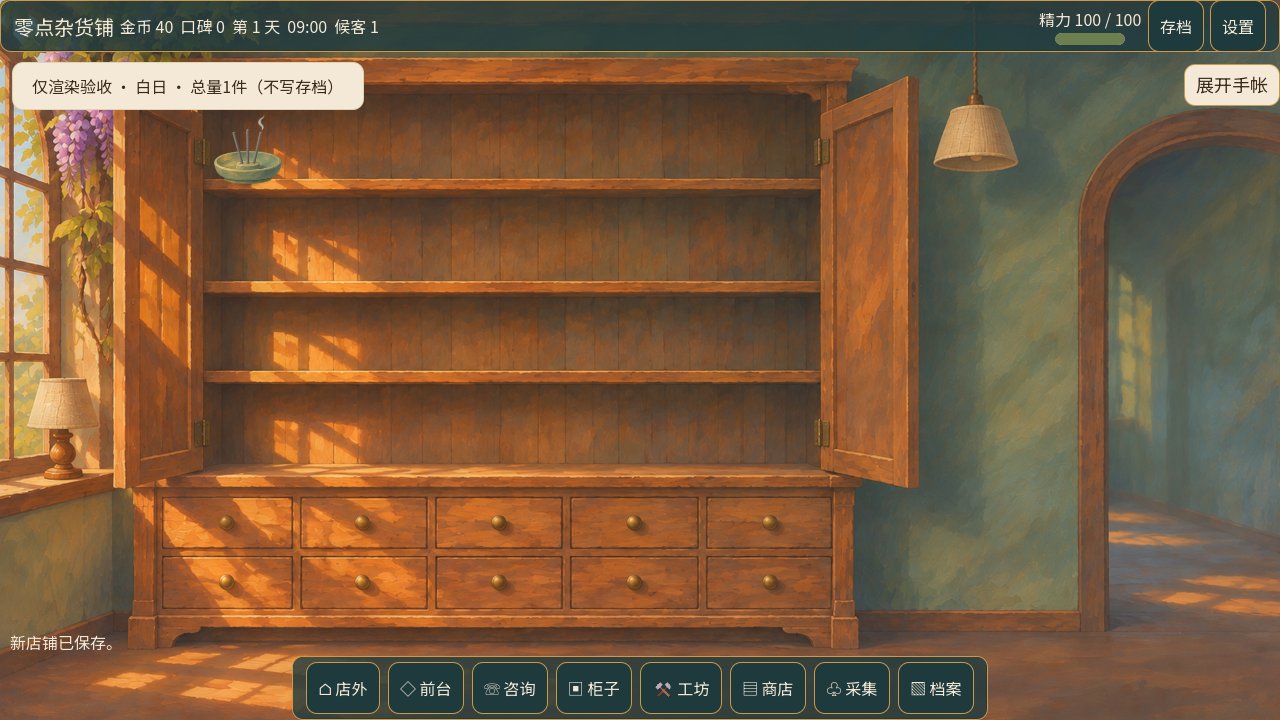 零点杂货铺 金币 40 口碑 0 第 1 天 09:00 候客 1
精力 100 / 100
存档
设置
仅渲染验收 · 白日 · 总量1件（不写存档）
展开手帐
新店铺已保存。
店外
前台
咨询
柜子
工坊
商店
采集
档案